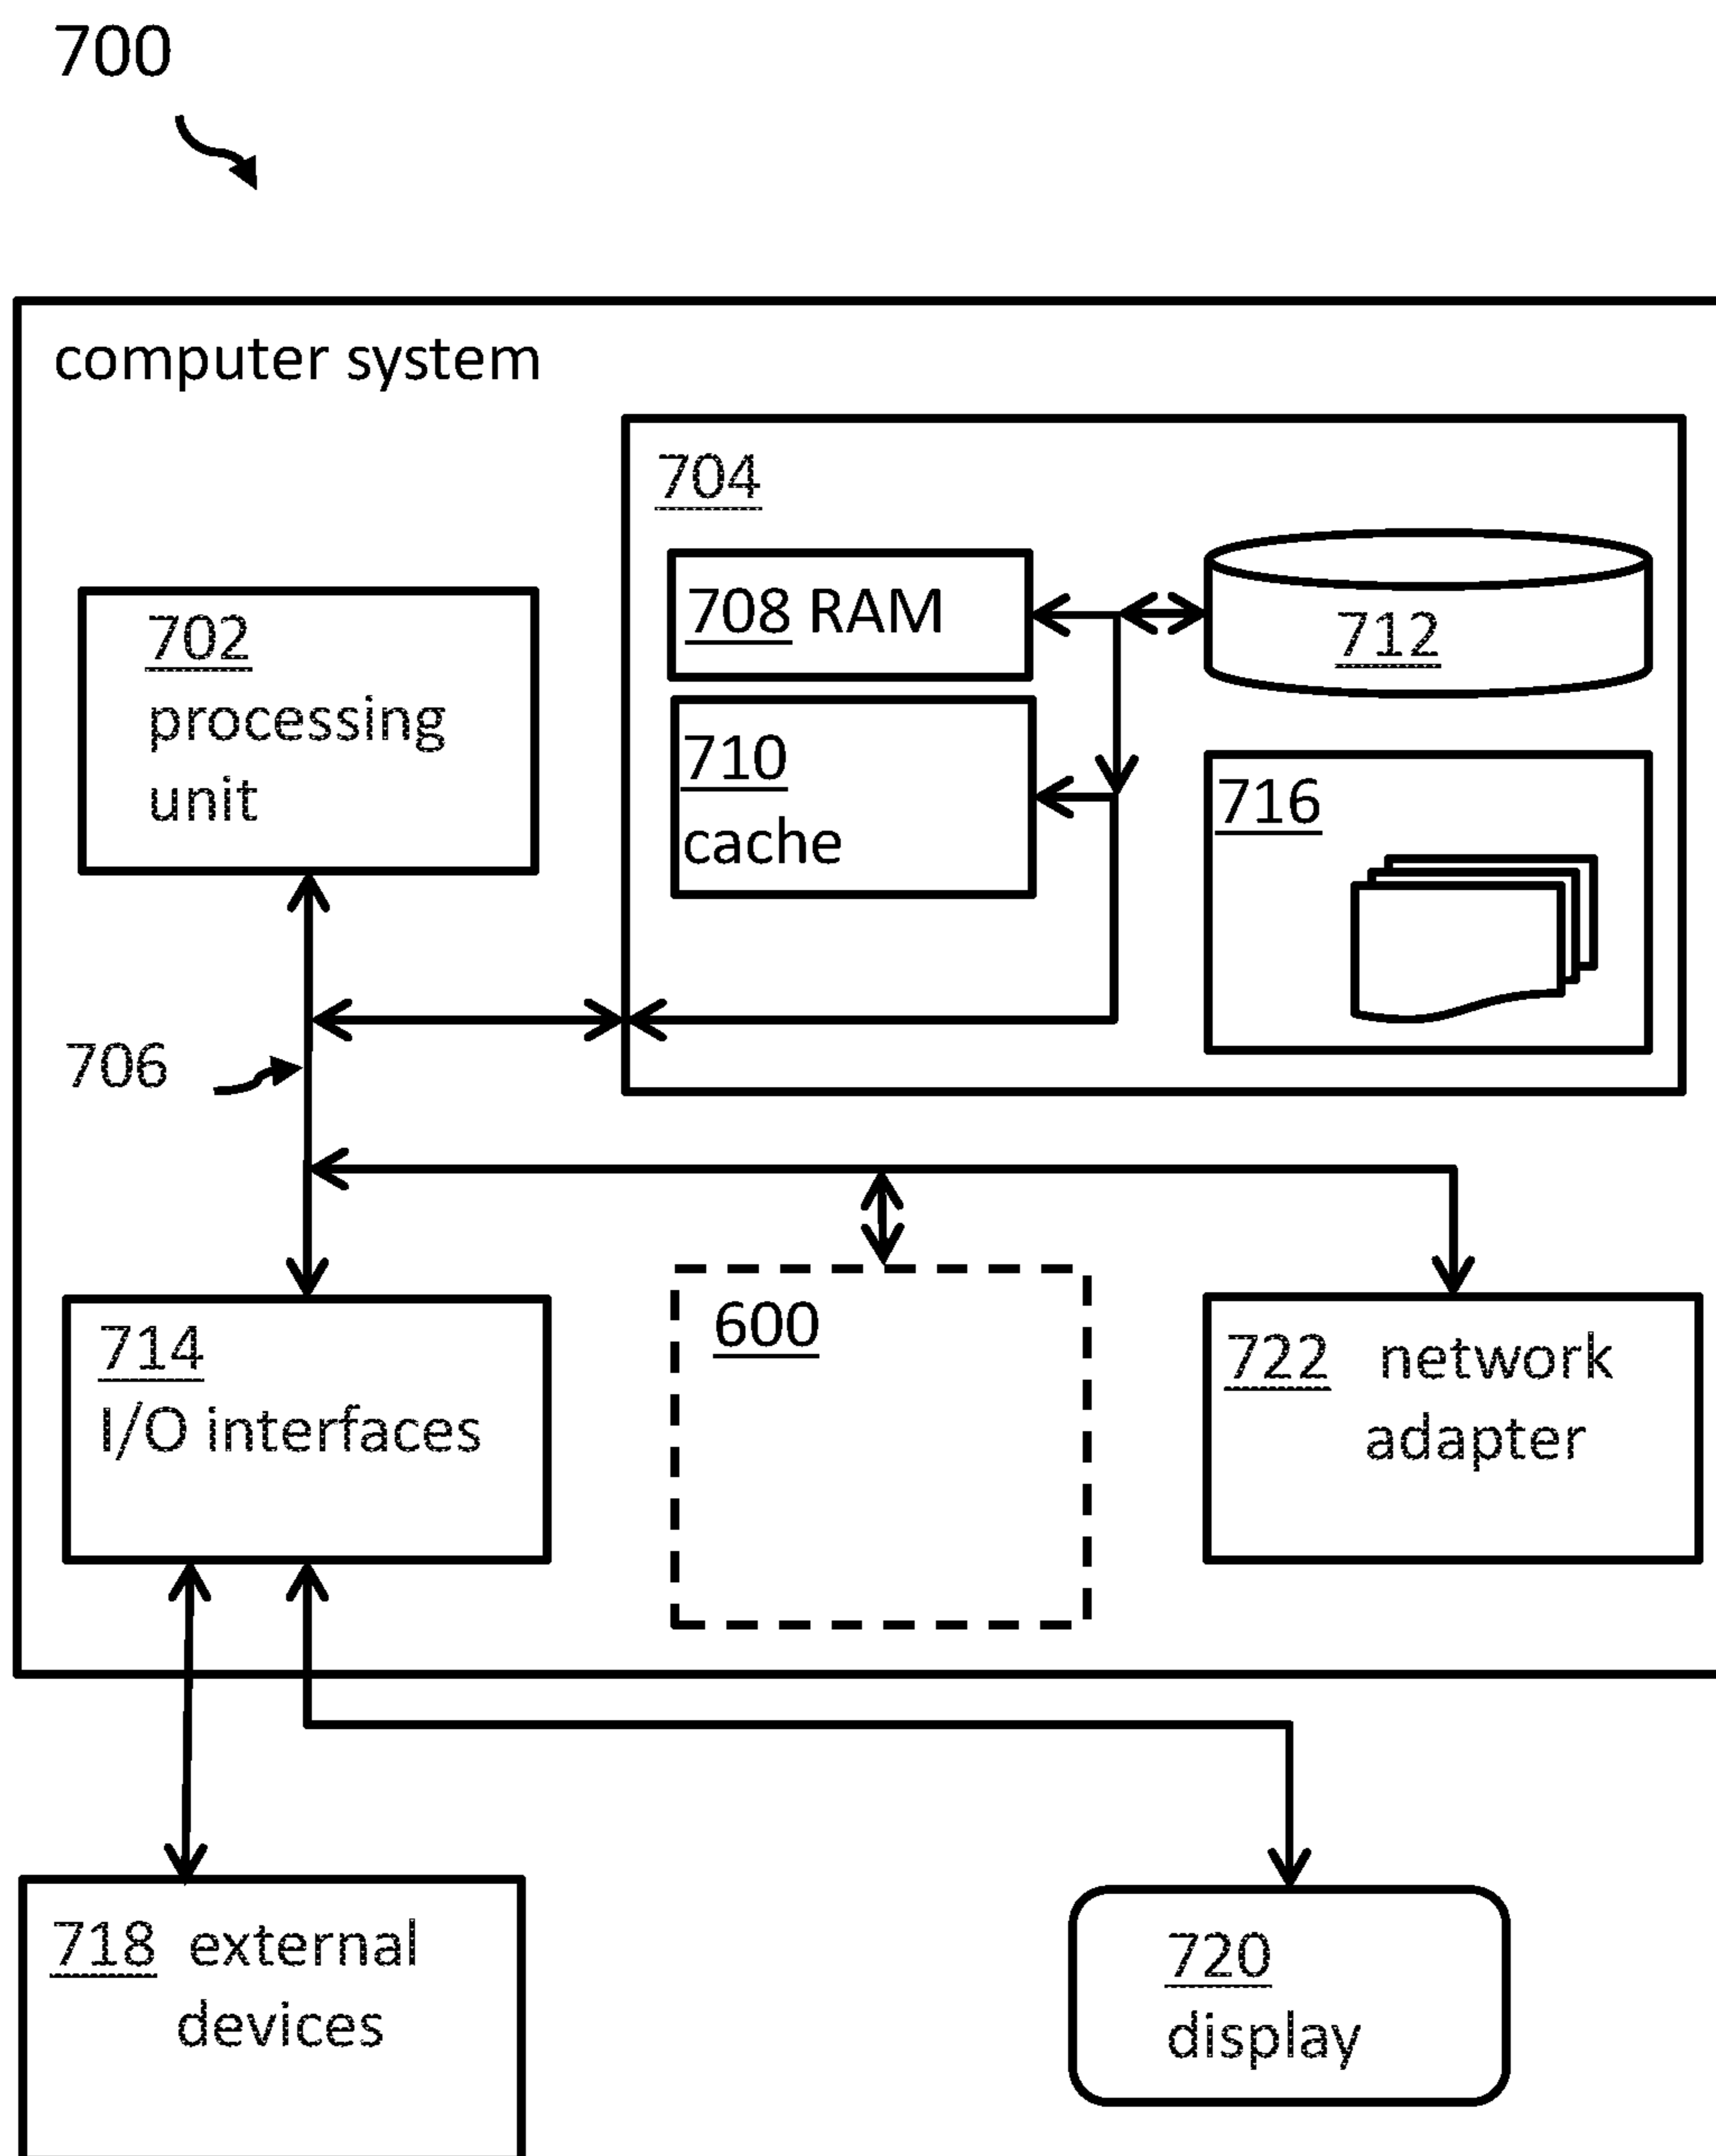 700
computer system
704
708 RAM
712
702
processing
unit
710
cache
716
706
714
I/O interfaces
600
722 network
adapter
718 external
devices
720
display